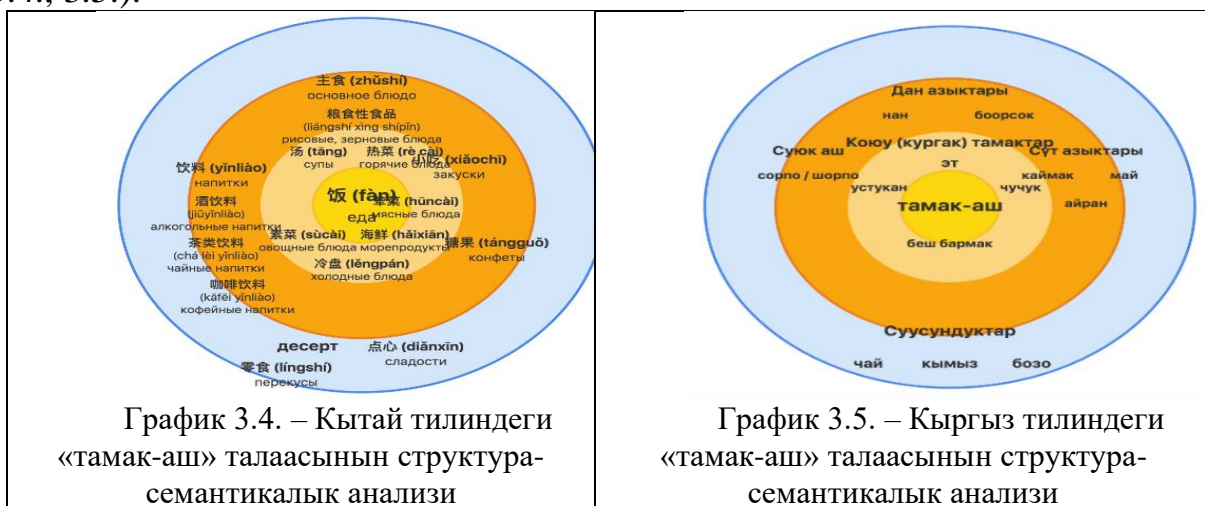 3.5.).
主食 (zhǔshí)
основное блюдо
粮食性食品
(liángshí xìng shípǐn)
рисовые, зерновые блюда
汤 (tāng)
супы
热菜 (rè cài)
горячие блюда
小吃 (xiǎochī)
закуски
饮料 (yǐnliào)
напитки
酒饮料
(jiǔyǐnliào)
алкогольные напитки
茶类饮料
(chá lèi yǐnliào)
чайные напитки
咖啡饮料
(kāfēi yǐnliào)
кофейные напитки
饭 (fàn)
еда
荤菜 (hūncài)
мясные блюда
素菜 (sùcài)
овощные блюда
海鲜 (hǎixiān)
морепродукты
糖果 (tángguǒ)
конфеты
冷盘 (lěngpán)
холодные блюда
десерт
点心 (diǎnxīn)
сладости
零食 (língshí)
перекусы
График 3.4. – Кытай тилиндеги
«тамак-аш» талаасынын структура-
семантикалык анализи
Дан азыктары
нан
боорсок
Коюу (кургак) тамактар
Суюк аш
Сүт азыктары
эт
сорпо / шорпо
каймак
май
устукан
чучук
тамак-аш
айран
беш бармак
Суусундуктар
чай
кымыз
бозо
График 3.5. – Кыргыз тилиндеги
«тамак-аш» талаасынын структура-
семантикалык анализи